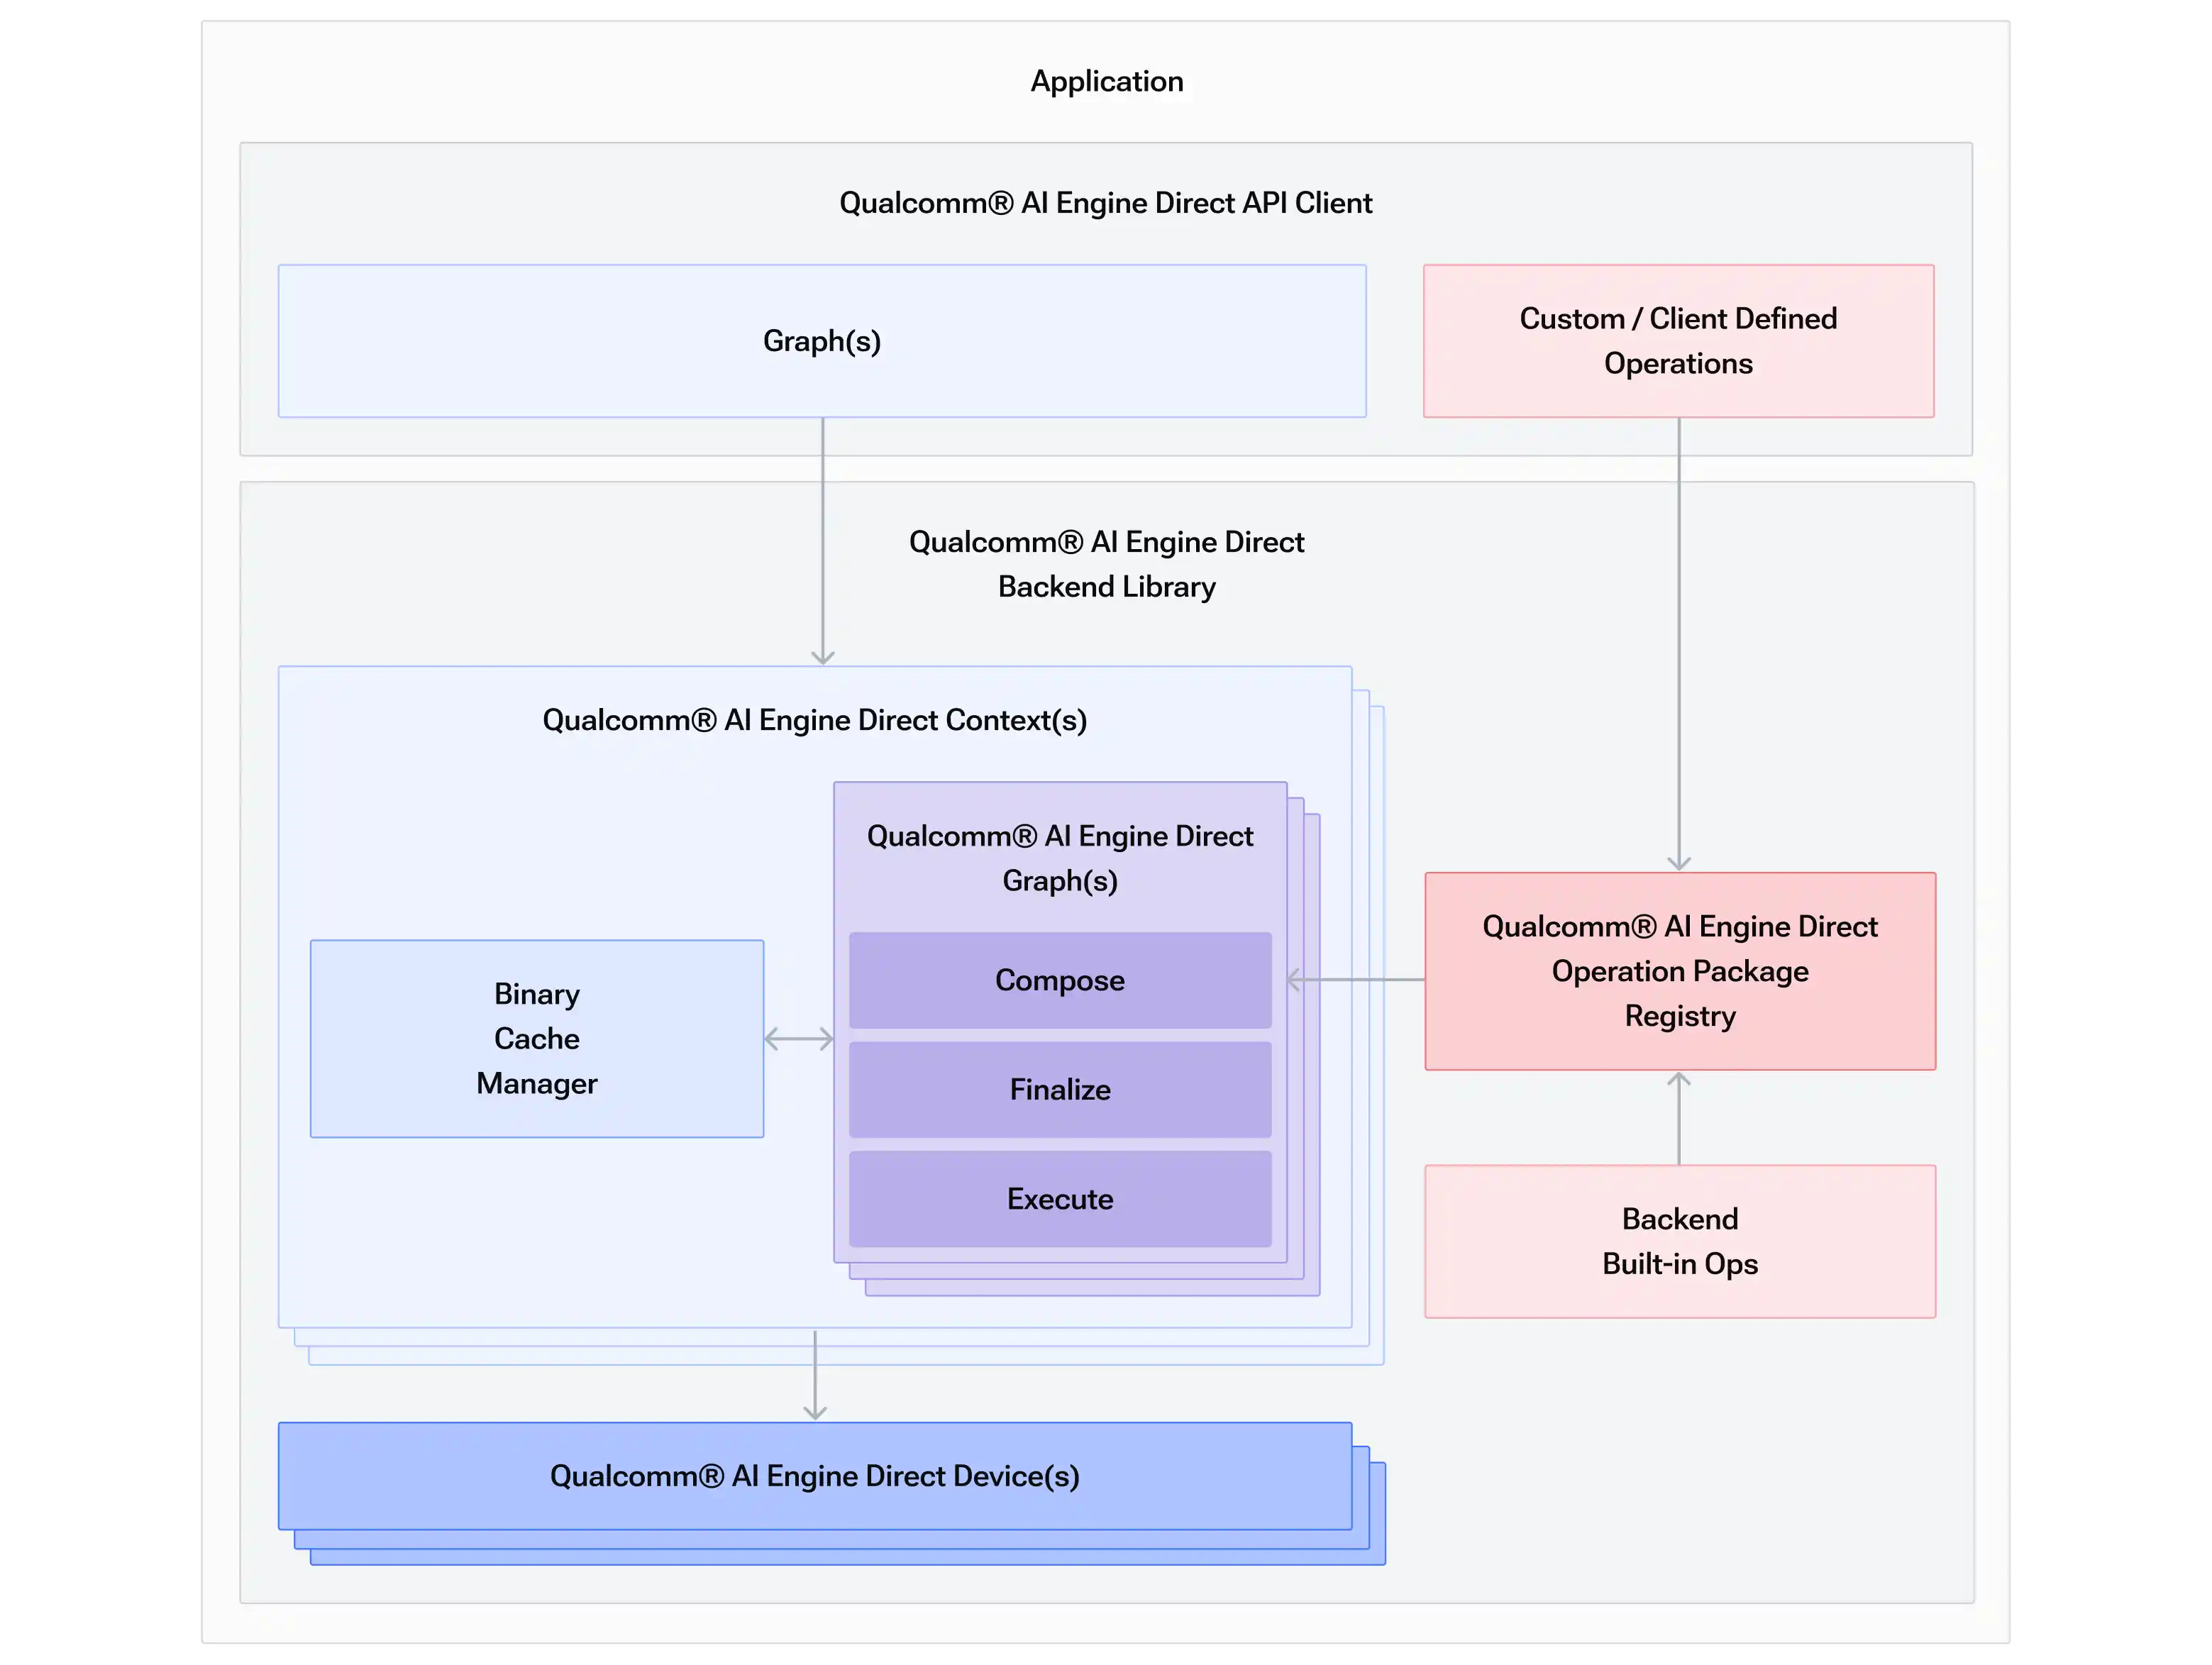 Application
Qualcomm® AI Engine Direct API Client
Graph(s)
Custom / Client Defined
Operations
Qualcomm® AI Engine Direct
Backend Library
Qualcomm® AI Engine Direct Context(s)
Qualcomm® AI Engine Direct
Graph(s)
Binary
Cache
Manager
Compose
Finalize
Execute
Qualcomm® AI Engine Direct
Operation Package
Registry
Backend
Built-in Ops
Qualcomm® AI Engine Direct Device(s)